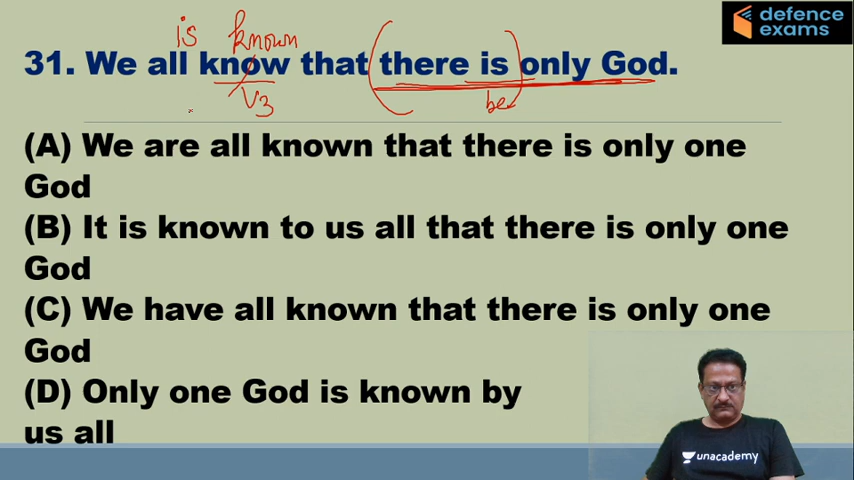 defence
exams
is known
31. We all know that there is only God.
V3
be
(A) We are all known that there is only one
God
(B) It is known to us all that there is only one
God
(C) We have all known that there is only one
God
(D) Only one God is known by
us all
unacademy